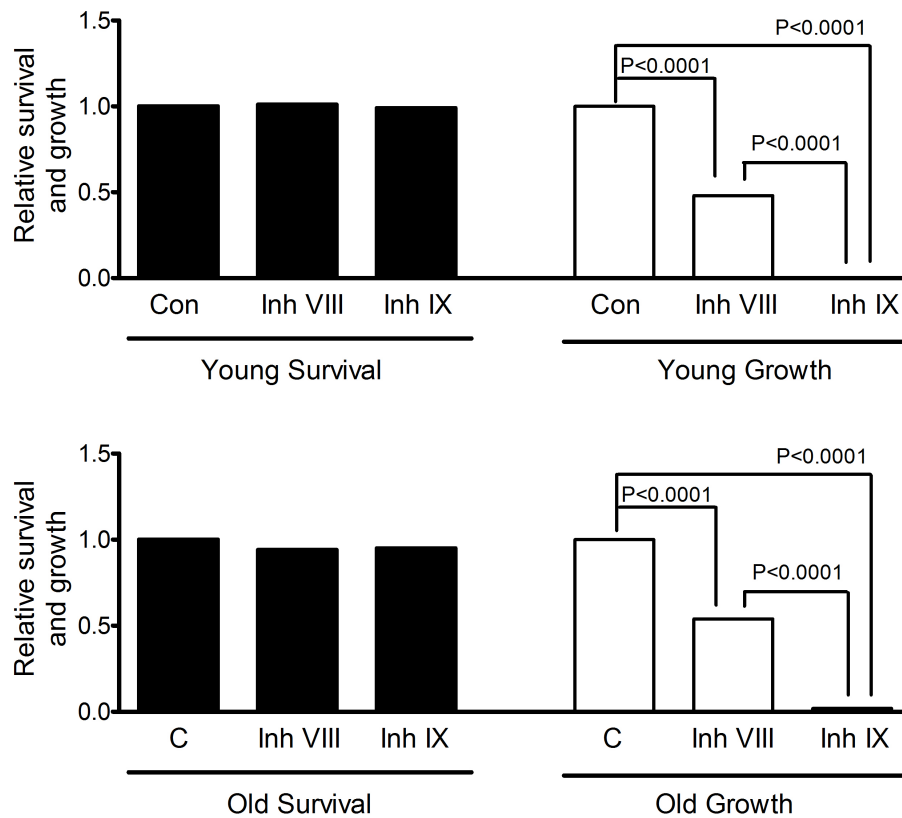 1.5
P<0.0001
P<0.0001
1.0
P<0.0001
0.5
0.0
Relative survival
and growth
Con Inh VIII Inh IX Con Inh VIII Inh IX
Young Survival Young Growth
1.5
P<0.0001
P<0.0001
1.0
P<0.0001
0.5
0.0
Relative survival
and growth
C Inh VIII Inh IX C Inh VIII Inh IX
Old Survival Old Growth